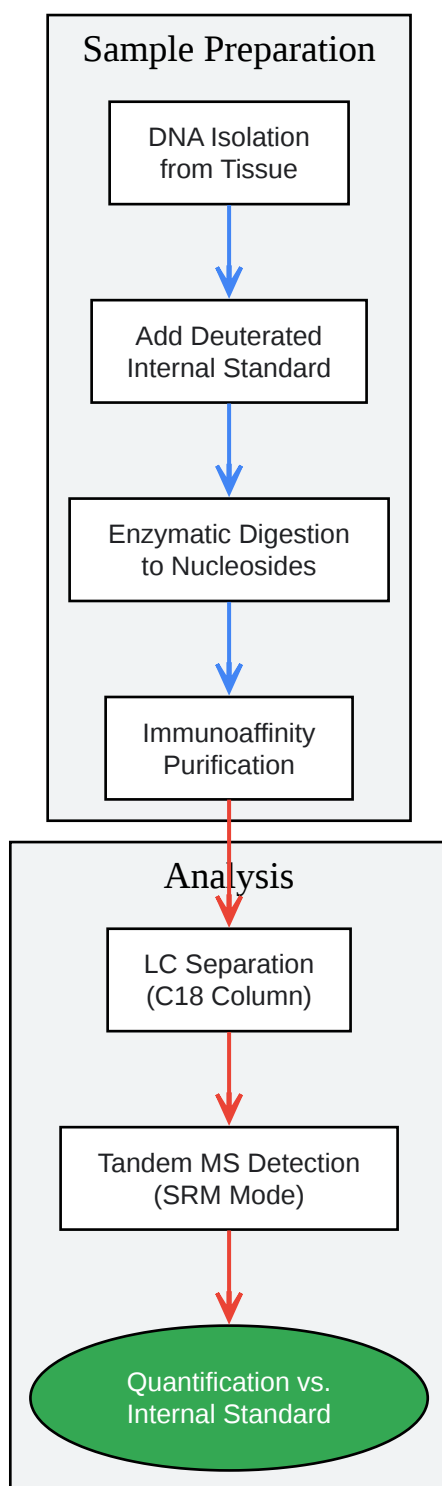 Sample Preparation
DNA Isolation
from Tissue
Add Deuterated
Internal Standard
Enzymatic Digestion
to Nucleosides
Immunoaffinity
Purification
Analysis
LC Separation
(C18 Column)
Tandem MS Detection
(SRM Mode)
Quantification vs.
Internal Standard